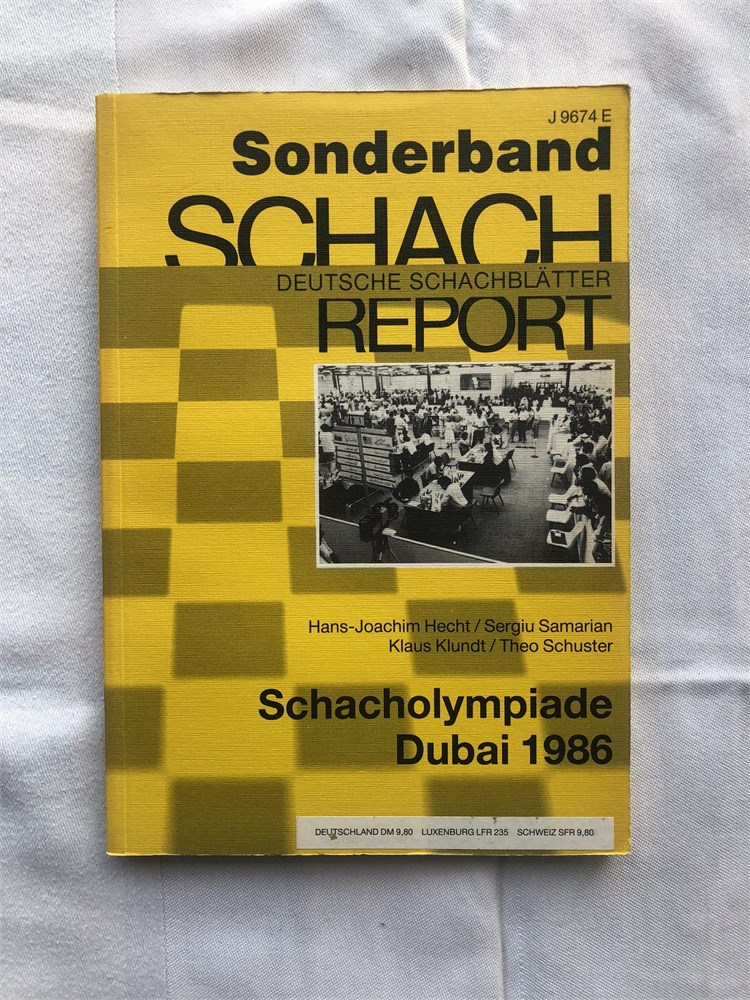 J 9674 E
Sonderband
SCHACH
DEUTSCHE SCHACHBLÄTTER
REPORT
Hans-Joachim Hecht / Sergiu Samarian
Klaus Klundt / Theo Schuster
Schacholympiade
Dubai 1986
DEUTSCHLAND DM 9,80 LUXENBURG LFR 235 SCHWEIZ SFR 9,80